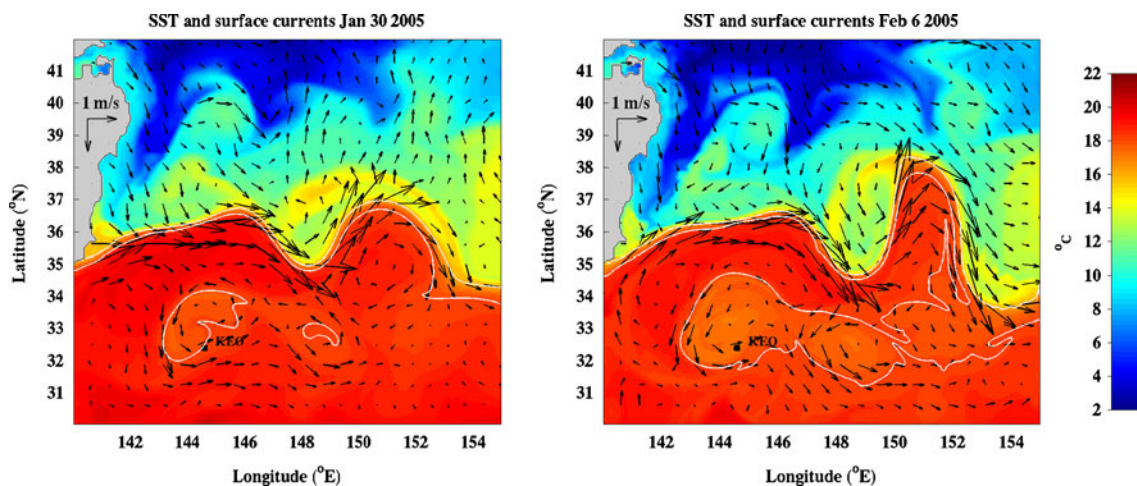 SST and surface currents Jan 30 2005
41
40
39
38
37
36
35
34
33
32
31
Latitude (°N)
1 m/s
KEO
142 144 146 148 150 152 154
Longitude (°E)
SST and surface currents Feb 6 2005
41
40
39
38
37
36
35
34
33
32
31
Latitude (°N)
1 m/s
KEO
142 144 146 148 150 152 154
Longitude (°E)
22
20
18
16
14
12
10
8
6
4
2
°C